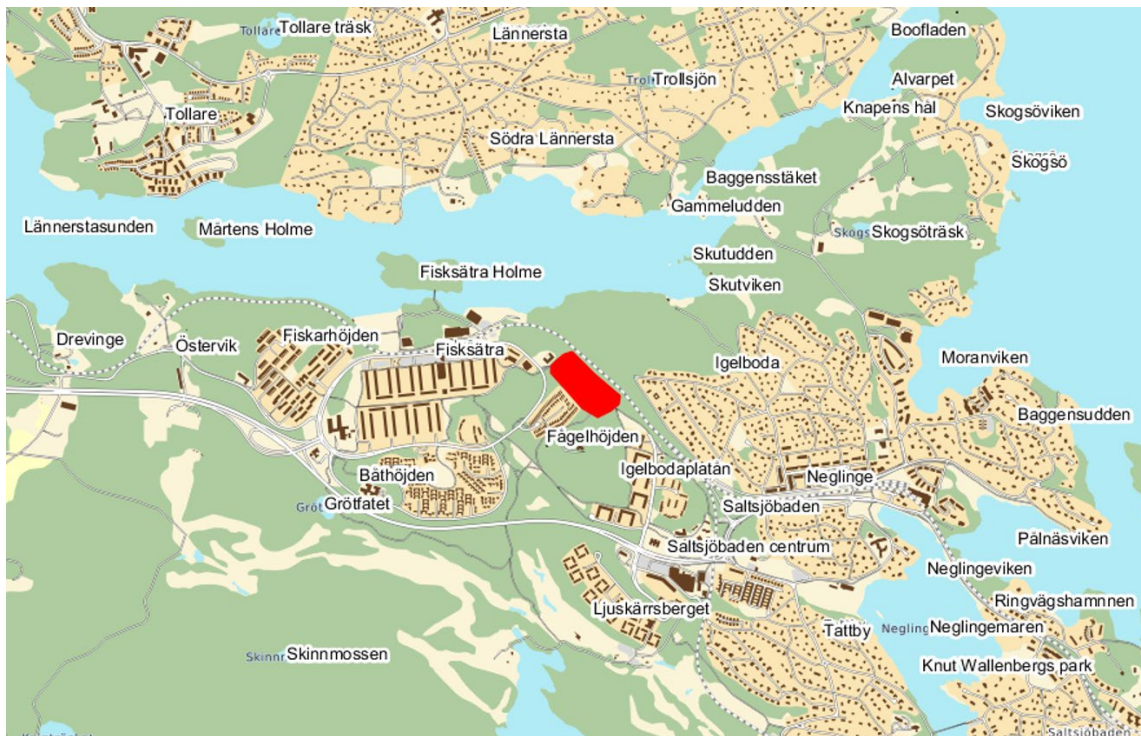 Tollare träsk
Lännersta
Boofladen
Trollsjön
Alvarpet
Knapens hål
Skogsöviken
Tollare
Södra Lännersta
Skogsö
Baggensstäket
Gammeludden
Lännerstasunden
Mårtens Holme
Skogsöträsk
Skutudden
Fisksätra Holme
Skutviken
Drevinge
Östervik
Fiskarhöjden
Fisksätra
Igelboda
Moranviken
Baggensudden
Fågelhöjden
Båthöjden
Igelbodaplatån
Neglinge
Grötfatet
Saltsjöbaden
Pålnäsviken
Saltsjöbaden centrum
Neglingeviken
Ljuskärrsberget
Ringvägshamnnen
Tattby
Neglingemaren
Skinnmossen
Knut Wallenbergs park
Saltsjöbaden